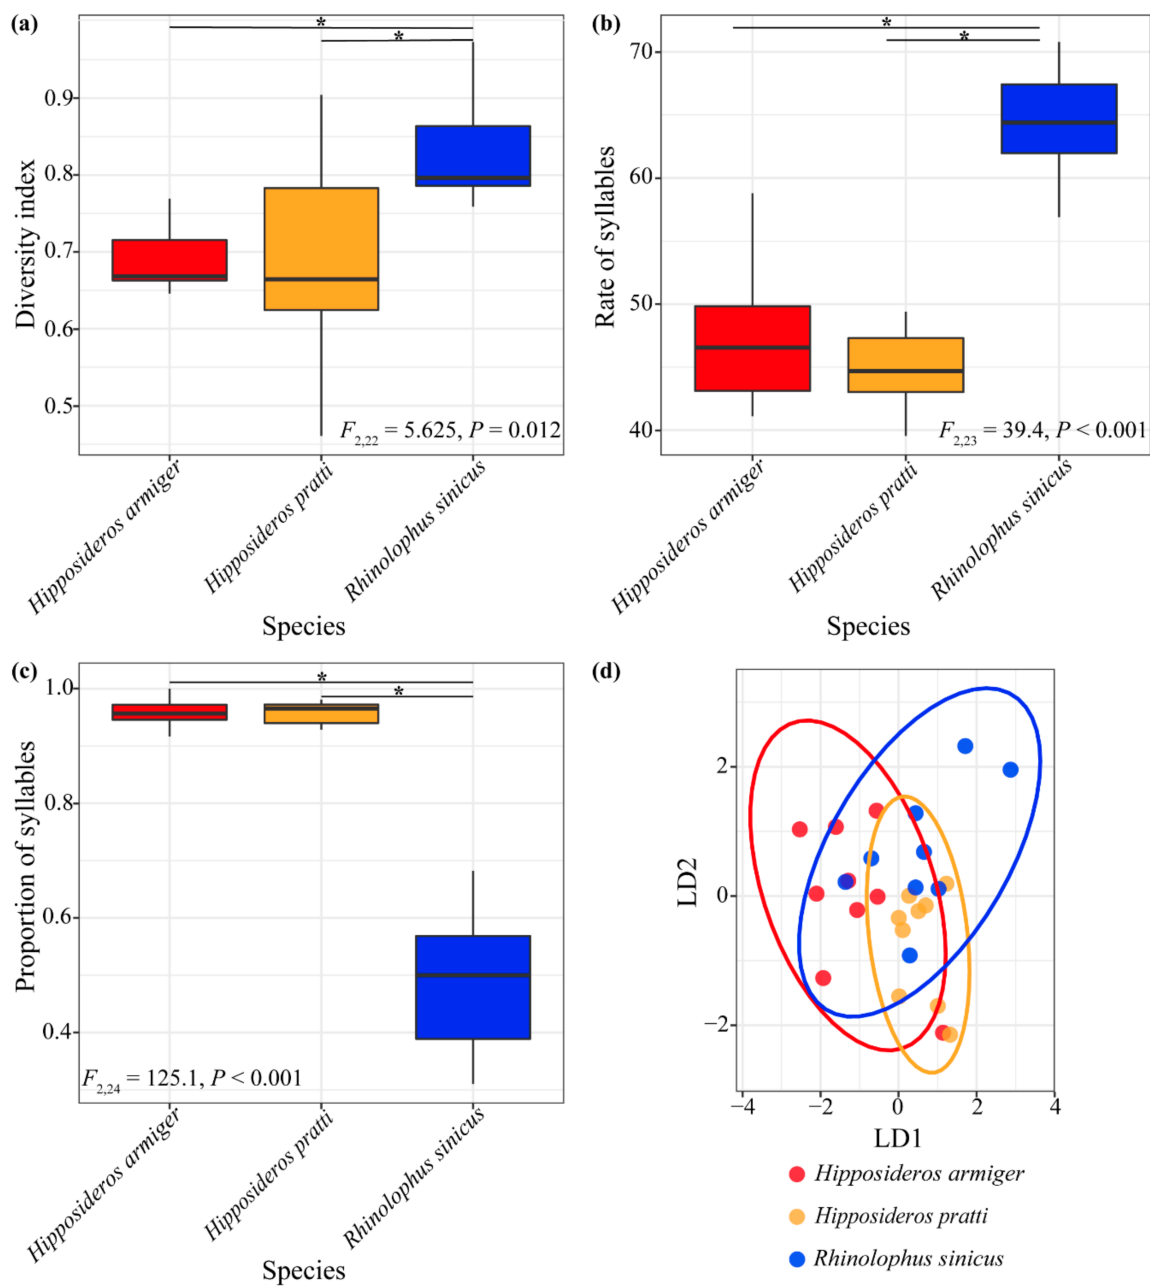 (a)
*
*
Diversity index
0.9
0.8
0.7
0.6
0.5
F2,22 = 5.625, P = 0.012
Hipposideros armiger
Hipposideros pratti
Rhinolophus sinicus
Species
(b)
*
*
Rate of syllables
70
60
50
40
F2,23 = 39.4, P < 0.001
Hipposideros armiger
Hipposideros pratti
Rhinolophus sinicus
Species
(c)
*
*
Proportion of syllables
1.0
0.8
0.6
0.4
F2,24 = 125.1, P < 0.001
Hipposideros armiger
Hipposideros pratti
Rhinolophus sinicus
Species
(d)
LD2
2
0
−2
−4 −2 0 2 4
LD1
Hipposideros armiger
Hipposideros pratti
Rhinolophus sinicus